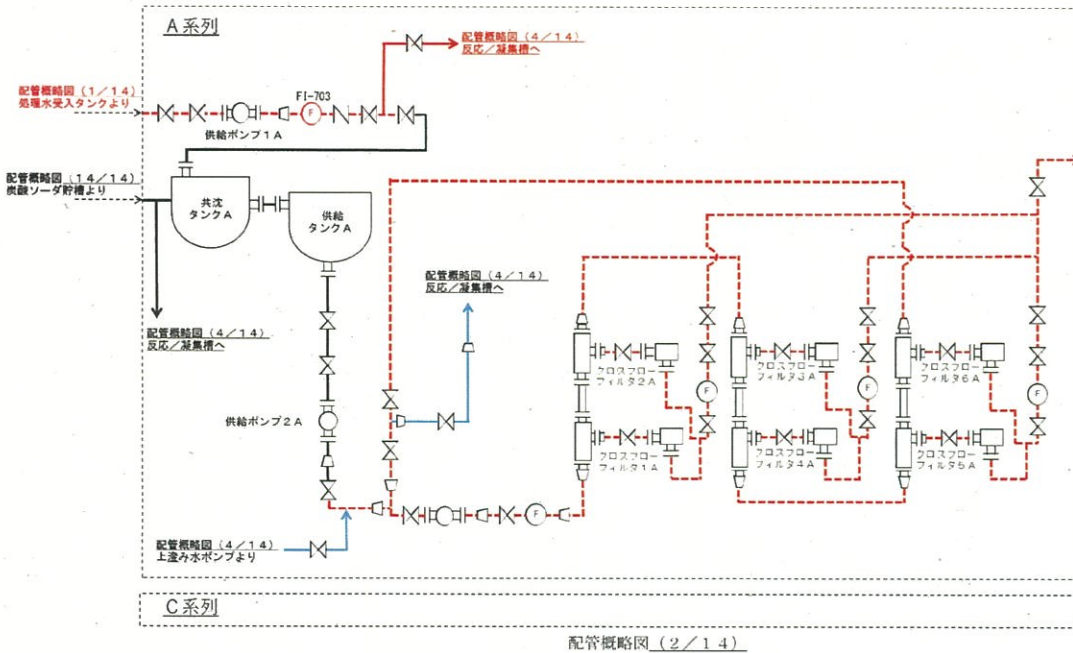 A系列
配管概略図（4／14）
反応／凝集槽へ
配管概略図（1／14）
処理水受入タンクより
FI-703
F
供給ポンプ1A
配管概略図（14／14）
炭酸ソーダ貯槽より
共沈
タンクA
供給
タンクA
配管概略図（4／14）
反応／凝集槽へ
配管概略図（4／14）
反応／凝集槽へ
クロスフロー
フィルタ2A
クロスフロー
フィルタ3A
クロスフロー
フィルタ6A
F
F
F
供給ポンプ2A
クロスフロー
フィルタ1A
クロスフロー
フィルタ4A
クロスフロー
フィルタ5A
F
配管概略図（4／14）
上澄み水ポンプより
C系列
配管概略図（2／14）